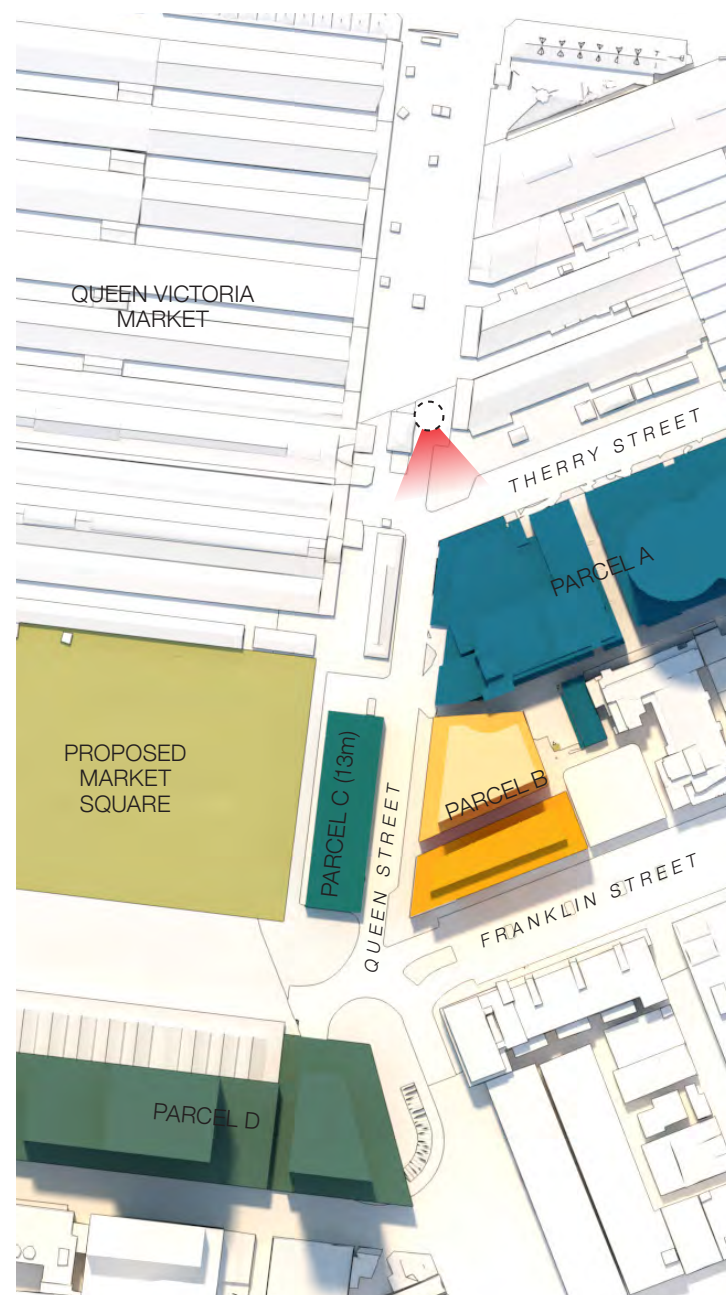 QUEEN VICTORIA
MARKET
THERRY STREET
PARCEL A
PROPOSED
MARKET
SQUARE
PARCEL C (13m)
QUEEN STREET
PARCEL B
FRANKLIN STREET
PARCEL D